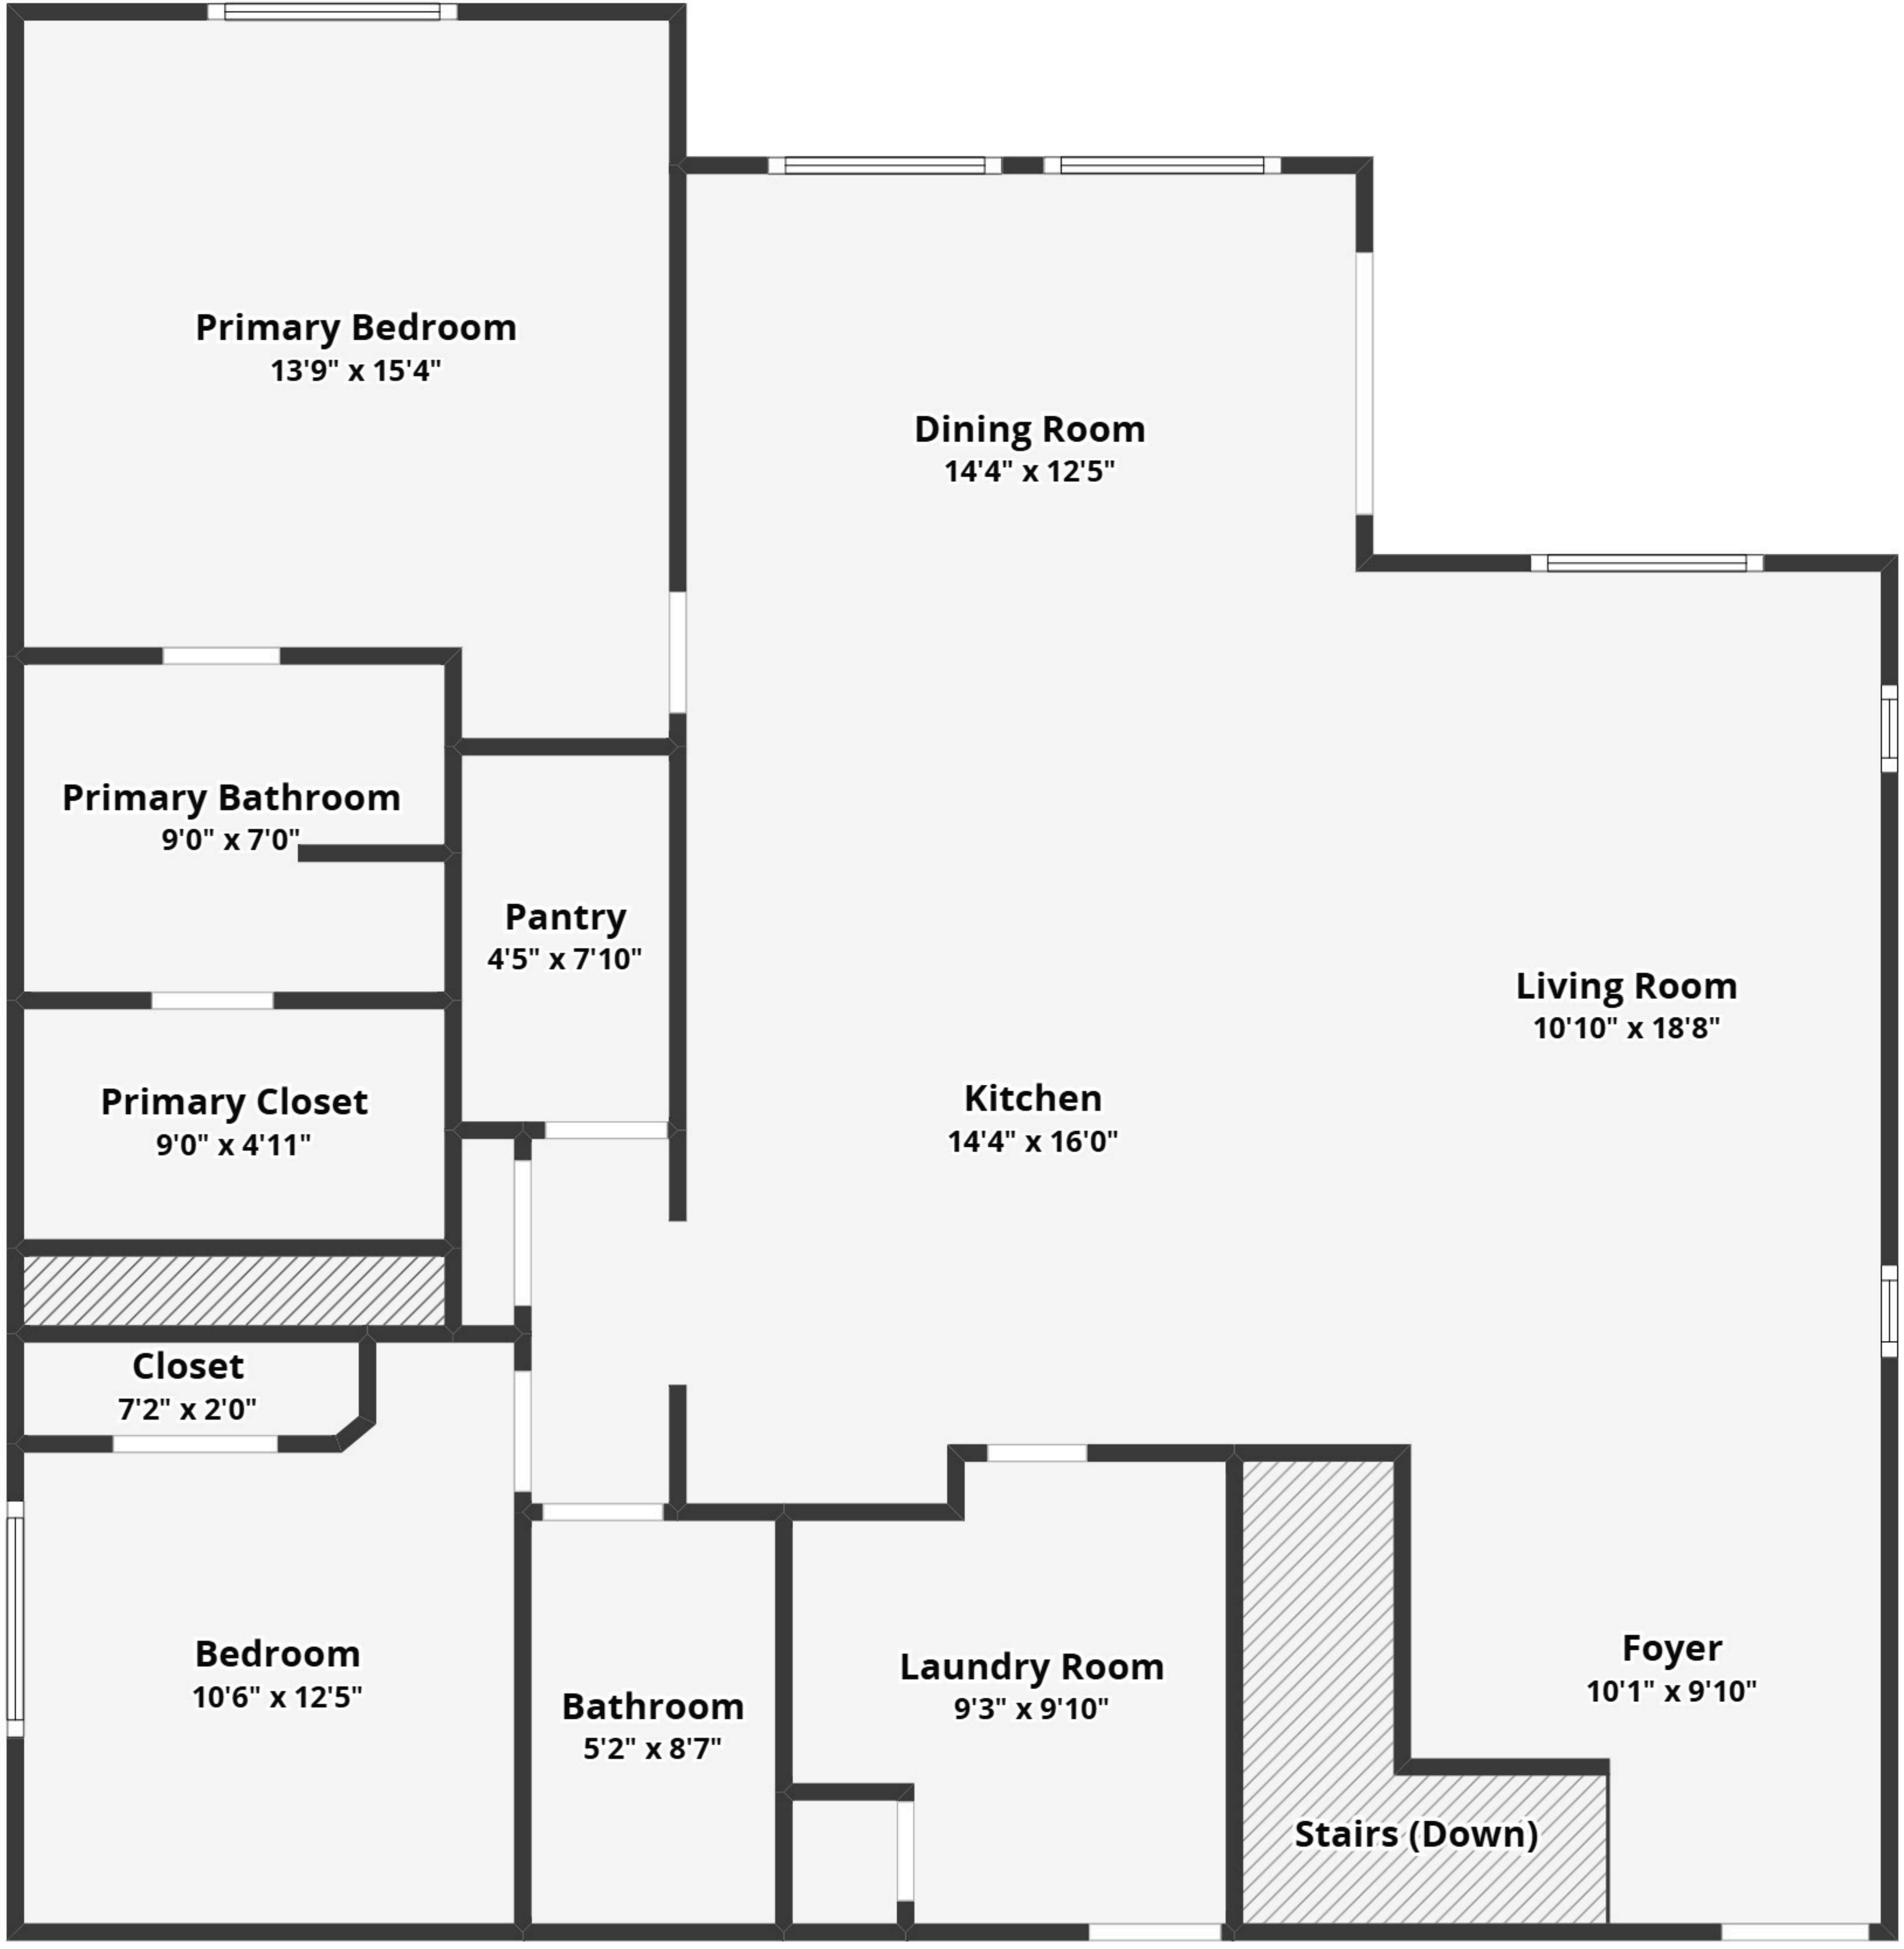 Primary Bedroom
13'9" x 15'4"
Dining Room
14'4" x 12'5"
Primary Bathroom
9'0" x 7'0"
Pantry
4'5" x 7'10"
Living Room
10'10" x 18'8"
Primary Closet
9'0" x 4'11"
Kitchen
14'4" x 16'0"
Closet
7'2" x 2'0"
Bedroom
10'6" x 12'5"
Bathroom
5'2" x 8'7"
Laundry Room
9'3" x 9'10"
Foyer
10'1" x 9'10"
Stairs (Down)